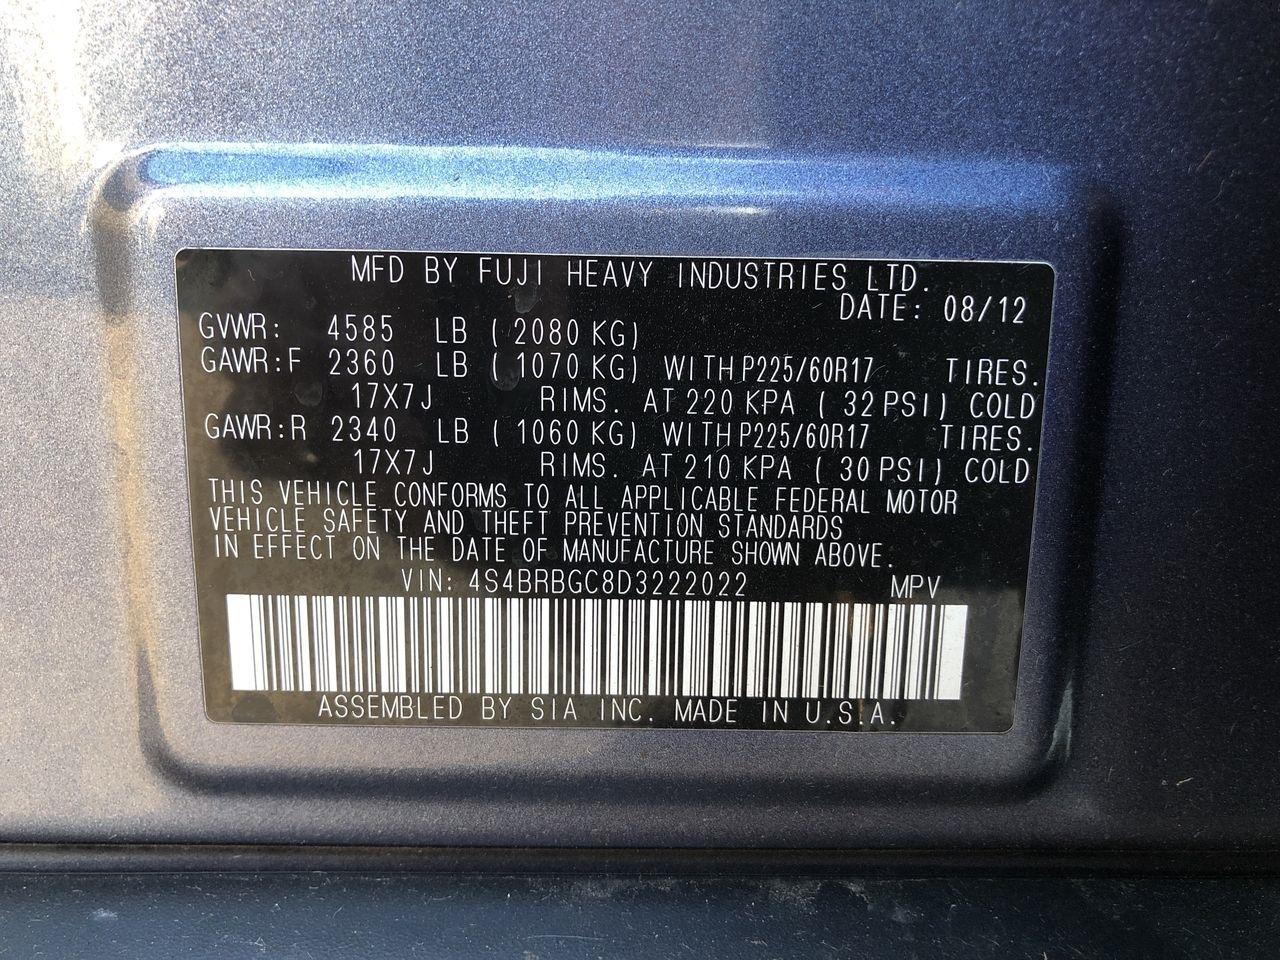 MFD BY FUJI HEAVY INDUSTRIES LTD.
DATE: 08/12
GVWR: 4585 LB ( 2080 KG)
GAWR:F 2360 LB ( 1070 KG) WITH P225/60R17 TIRES.
17X7J RIMS. AT 220 KPA ( 32 PSI) COLD
GAWR:R 2340 LB ( 1060 KG) WITH P225/60R17 TIRES.
17X7J RIMS. AT 210 KPA ( 30 PSI) COLD
THIS VEHICLE CONFORMS TO ALL APPLICABLE FEDERAL MOTOR
VEHICLE SAFETY AND THEFT PREVENTION STANDARDS
IN EFFECT ON THE DATE OF MANUFACTURE SHOWN ABOVE.
VIN: 4S4BRBGC8D3222022 MPV
ASSEMBLED BY SIA INC. MADE IN U.S.A.